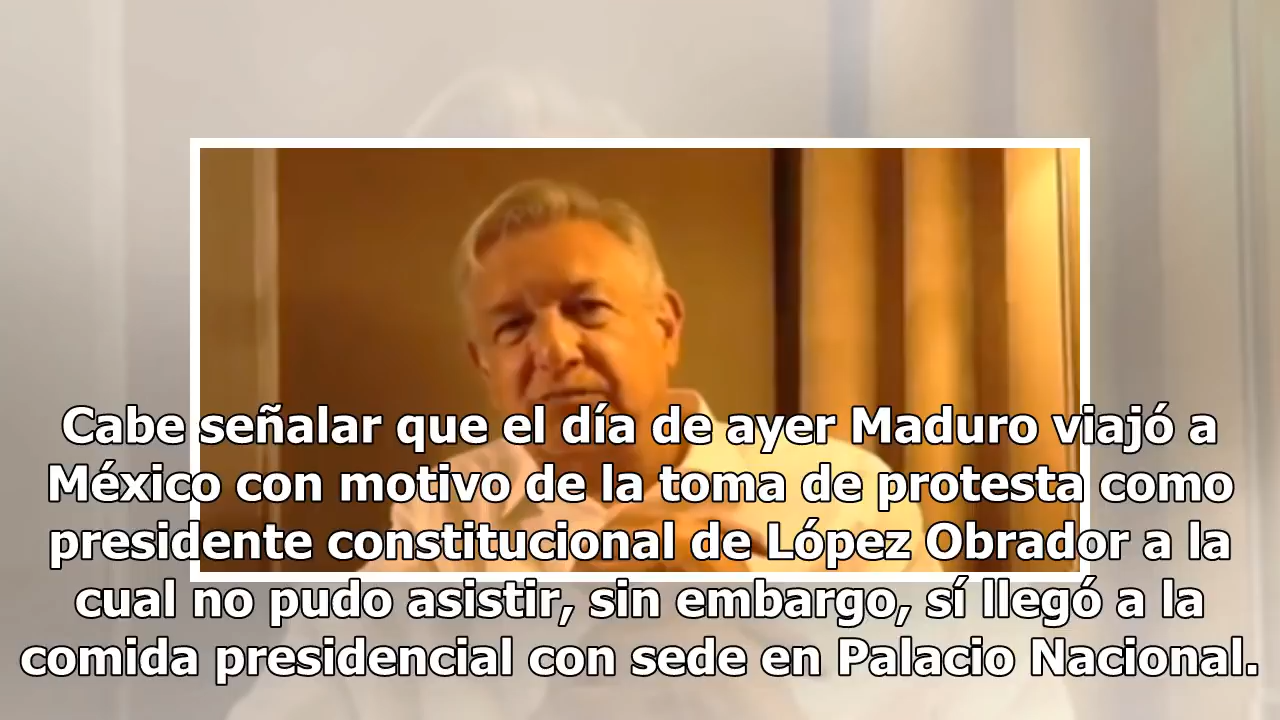 Cabe señalar que el día de ayer Maduro viajó a
México con motivo de la toma de protesta como
presidente constitucional de López Obrador a la
cual no pudo asistir, sin embargo, sí llegó a la
comida presidencial con sede en Palacio Nacional.